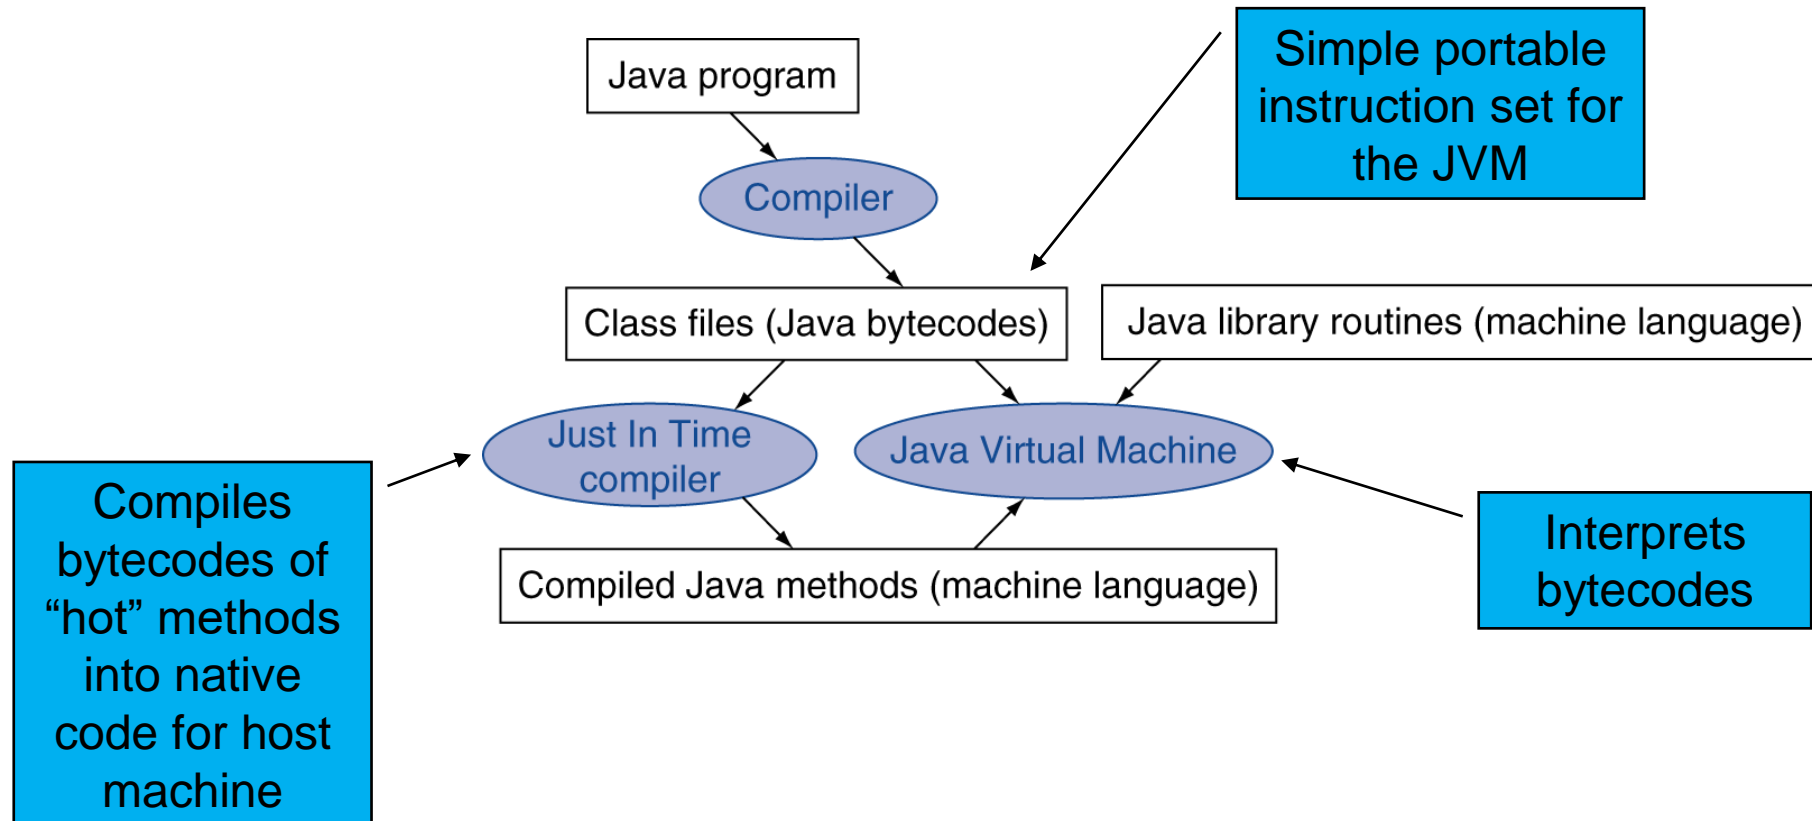 Java program
Simple portable
instruction set for
the JVM
Compiler
Class files (Java bytecodes)
Java library routines (machine language)
Just In Time
compiler
Java Virtual Machine
Compiles
bytecodes of
“hot” methods
into native
code for host
machine
Interprets
bytecodes
Compiled Java methods (machine language)